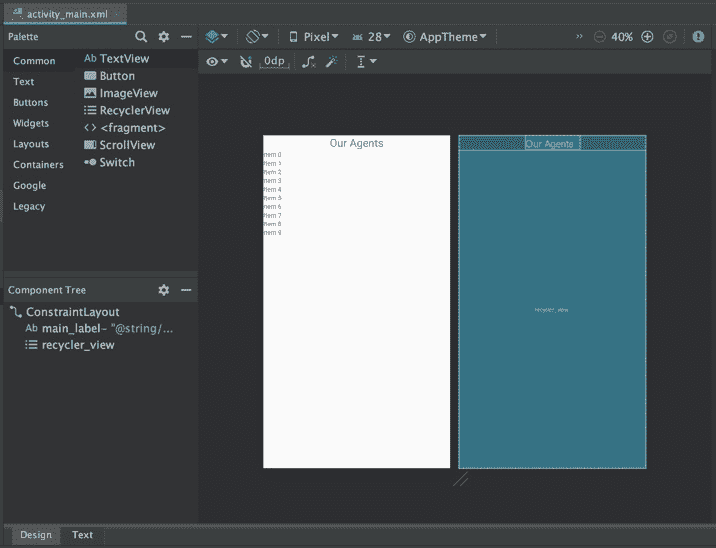 activity_main.xml
Palette
Pixel
28
AppTheme
»
40%
Common
Text
Buttons
Widgets
Layouts
Containers
Google
Legacy
Ab TextView
Button
ImageView
RecyclerView
<fragment>
ScrollView
Switch
0dp
Our Agents
Item 0
Item 1
Item 2
Item 3
Item 4
Item 5
Item 6
Item 7
Item 8
Item 9
Our Agents
recycler_view
Component Tree
ConstraintLayout
Ab main_label- "@string/...
recycler_view
Design
Text